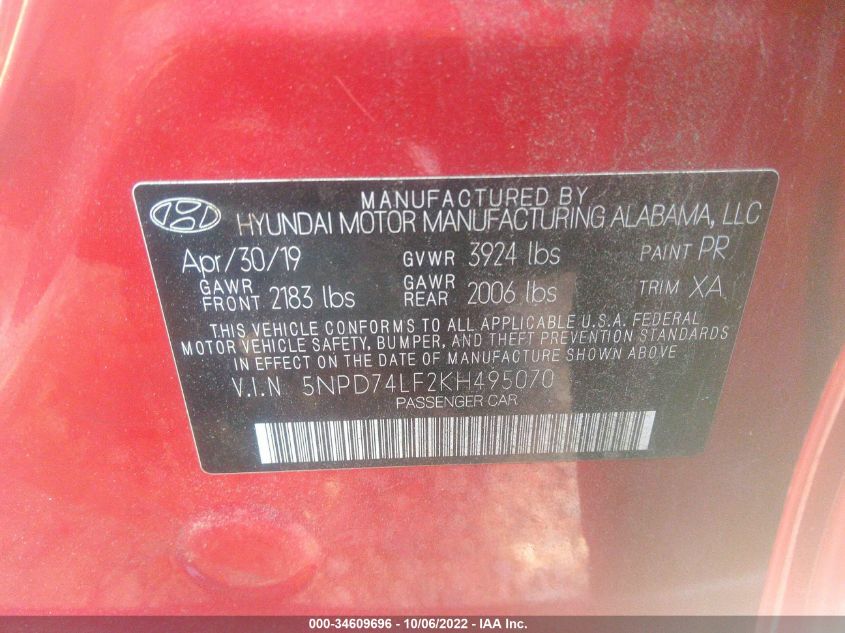 MANUFACTURED BY
HYUNDAI MOTOR MANUFACTURING ALABAMA, LLC
Apr/30/19 GVWR 3924 lbs PAINT PR
GAWR FRONT 2183 lbs GAWR REAR 2006 lbs TRIM XA
THIS VEHICLE CONFORMS TO ALL APPLICABLE U.S.A. FEDERAL
MOTOR VEHICLE SAFETY, BUMPER, AND THEFT PREVENTION STANDARDS
IN EFFECT ON THE DATE OF MANUFACTURE SHOWN ABOVE
V.I.N 5NPD74LF2KH495070
PASSENGER CAR
000-34609696 - 10/06/2022 - IAA Inc.